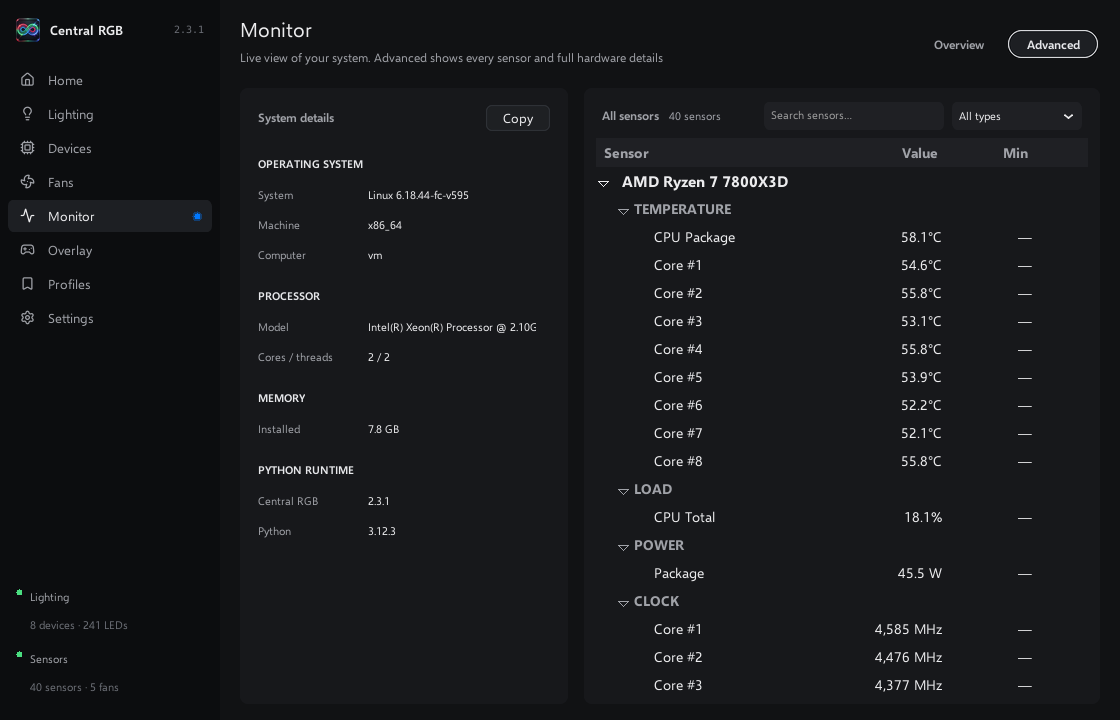 Central RGB 2.3.1
Home
Lighting
Devices
Fans
Monitor
Overlay
Profiles
Settings
Lighting
8 devices · 241 LEDs
Sensors
40 sensors · 5 fans
Monitor
Live view of your system. Advanced shows every sensor and full hardware details
Overview Advanced
System details Copy
OPERATING SYSTEM
System Linux 6.18.44-fc-v595
Machine x86_64
Computer vm
PROCESSOR
Model Intel(R) Xeon(R) Processor @ 2.10G
Cores / threads 2 / 2
MEMORY
Installed 7.8 GB
PYTHON RUNTIME
Central RGB 2.3.1
Python 3.12.3
All sensors 40 sensors Search sensors... All types
Sensor Value Min
AMD Ryzen 7 7800X3D
TEMPERATURE
CPU Package 58.1°C —
Core #1 54.6°C —
Core #2 55.8°C —
Core #3 53.1°C —
Core #4 55.8°C —
Core #5 53.9°C —
Core #6 52.2°C —
Core #7 52.1°C —
Core #8 55.8°C —
LOAD
CPU Total 18.1% —
POWER
Package 45.5 W —
CLOCK
Core #1 4,585 MHz —
Core #2 4,476 MHz —
Core #3 4,377 MHz —